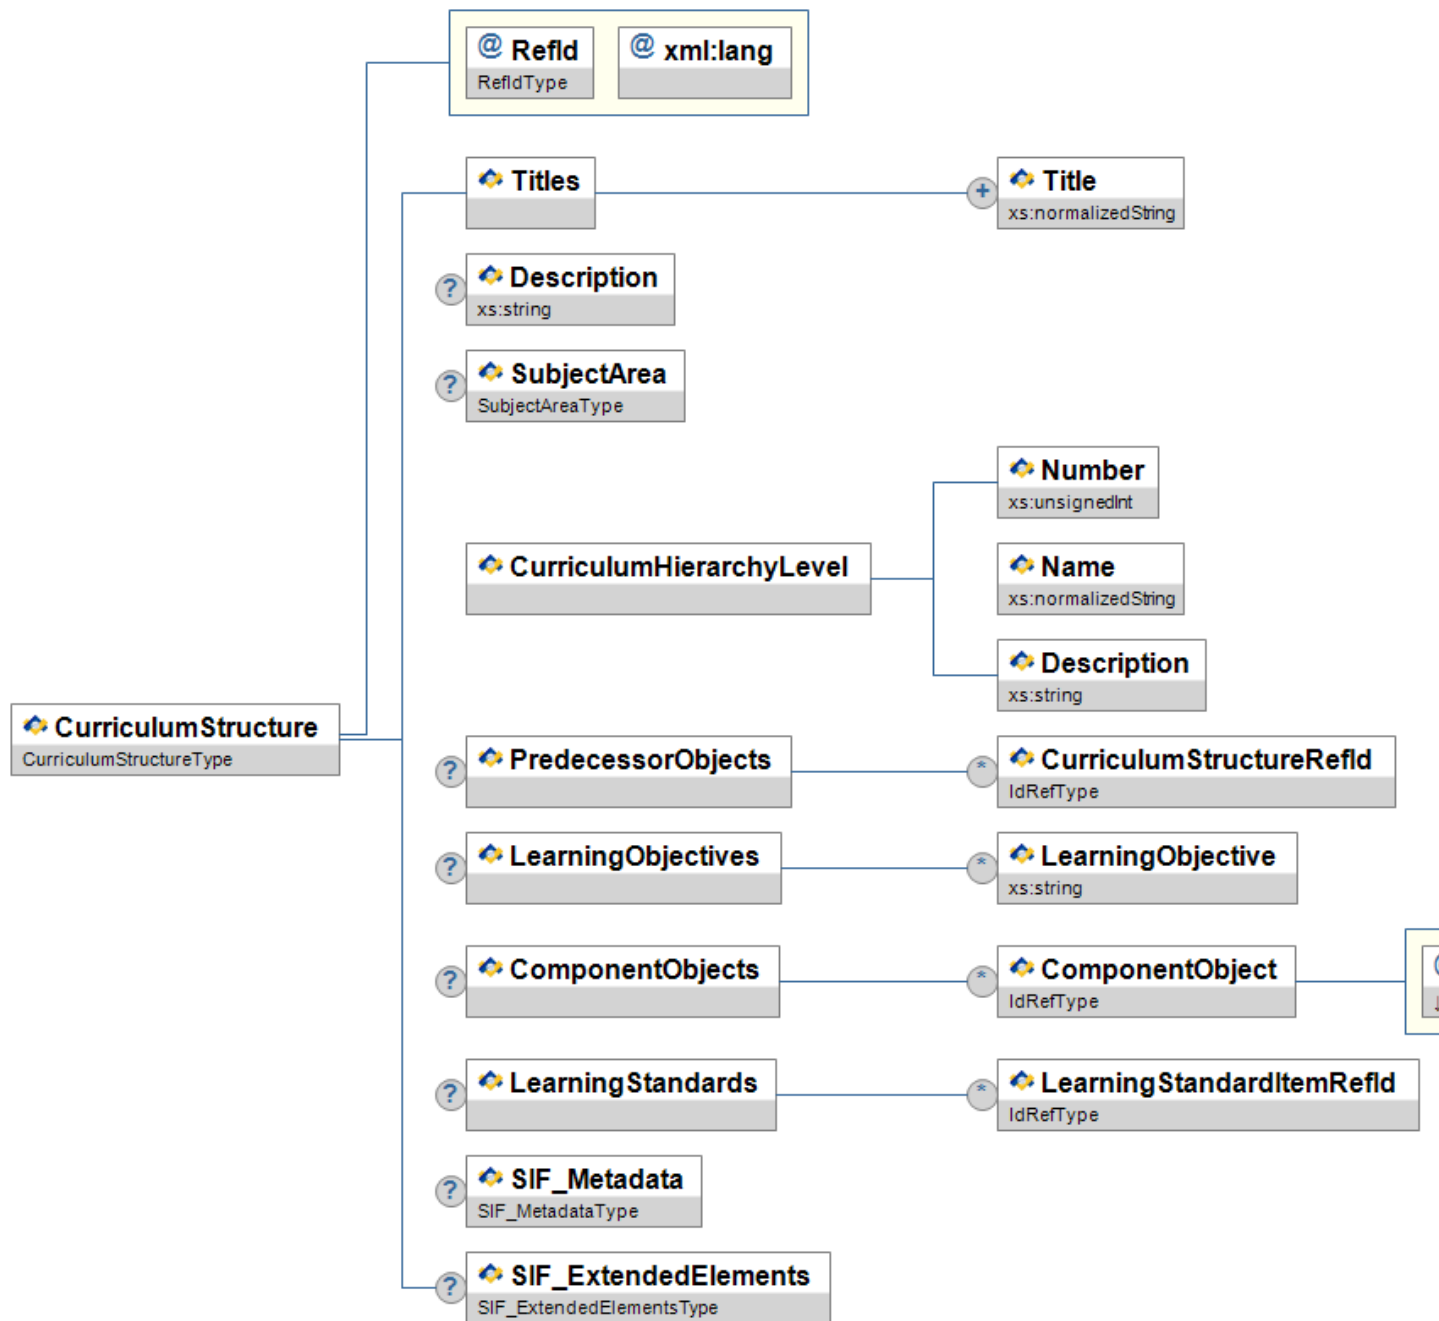 @ RefId
RefIdType
@ xml:lang
Titles
+
Title
xs:normalizedString
?
Description
xs:string
?
SubjectArea
SubjectAreaType
Number
xs:unsignedInt
CurriculumHierarchyLevel
Name
xs:normalizedString
Description
xs:string
CurriculumStructure
CurriculumStructureType
?
PredecessorObjects
*
CurriculumStructureRefId
IdRefType
?
LearningObjectives
*
LearningObjective
xs:string
?
ComponentObjects
*
ComponentObject
IdRefType
?
LearningStandards
*
LearningStandardItemRefId
IdRefType
?
SIF_Metadata
SIF_MetadataType
?
SIF_ExtendedElements
SIF_ExtendedElementsType